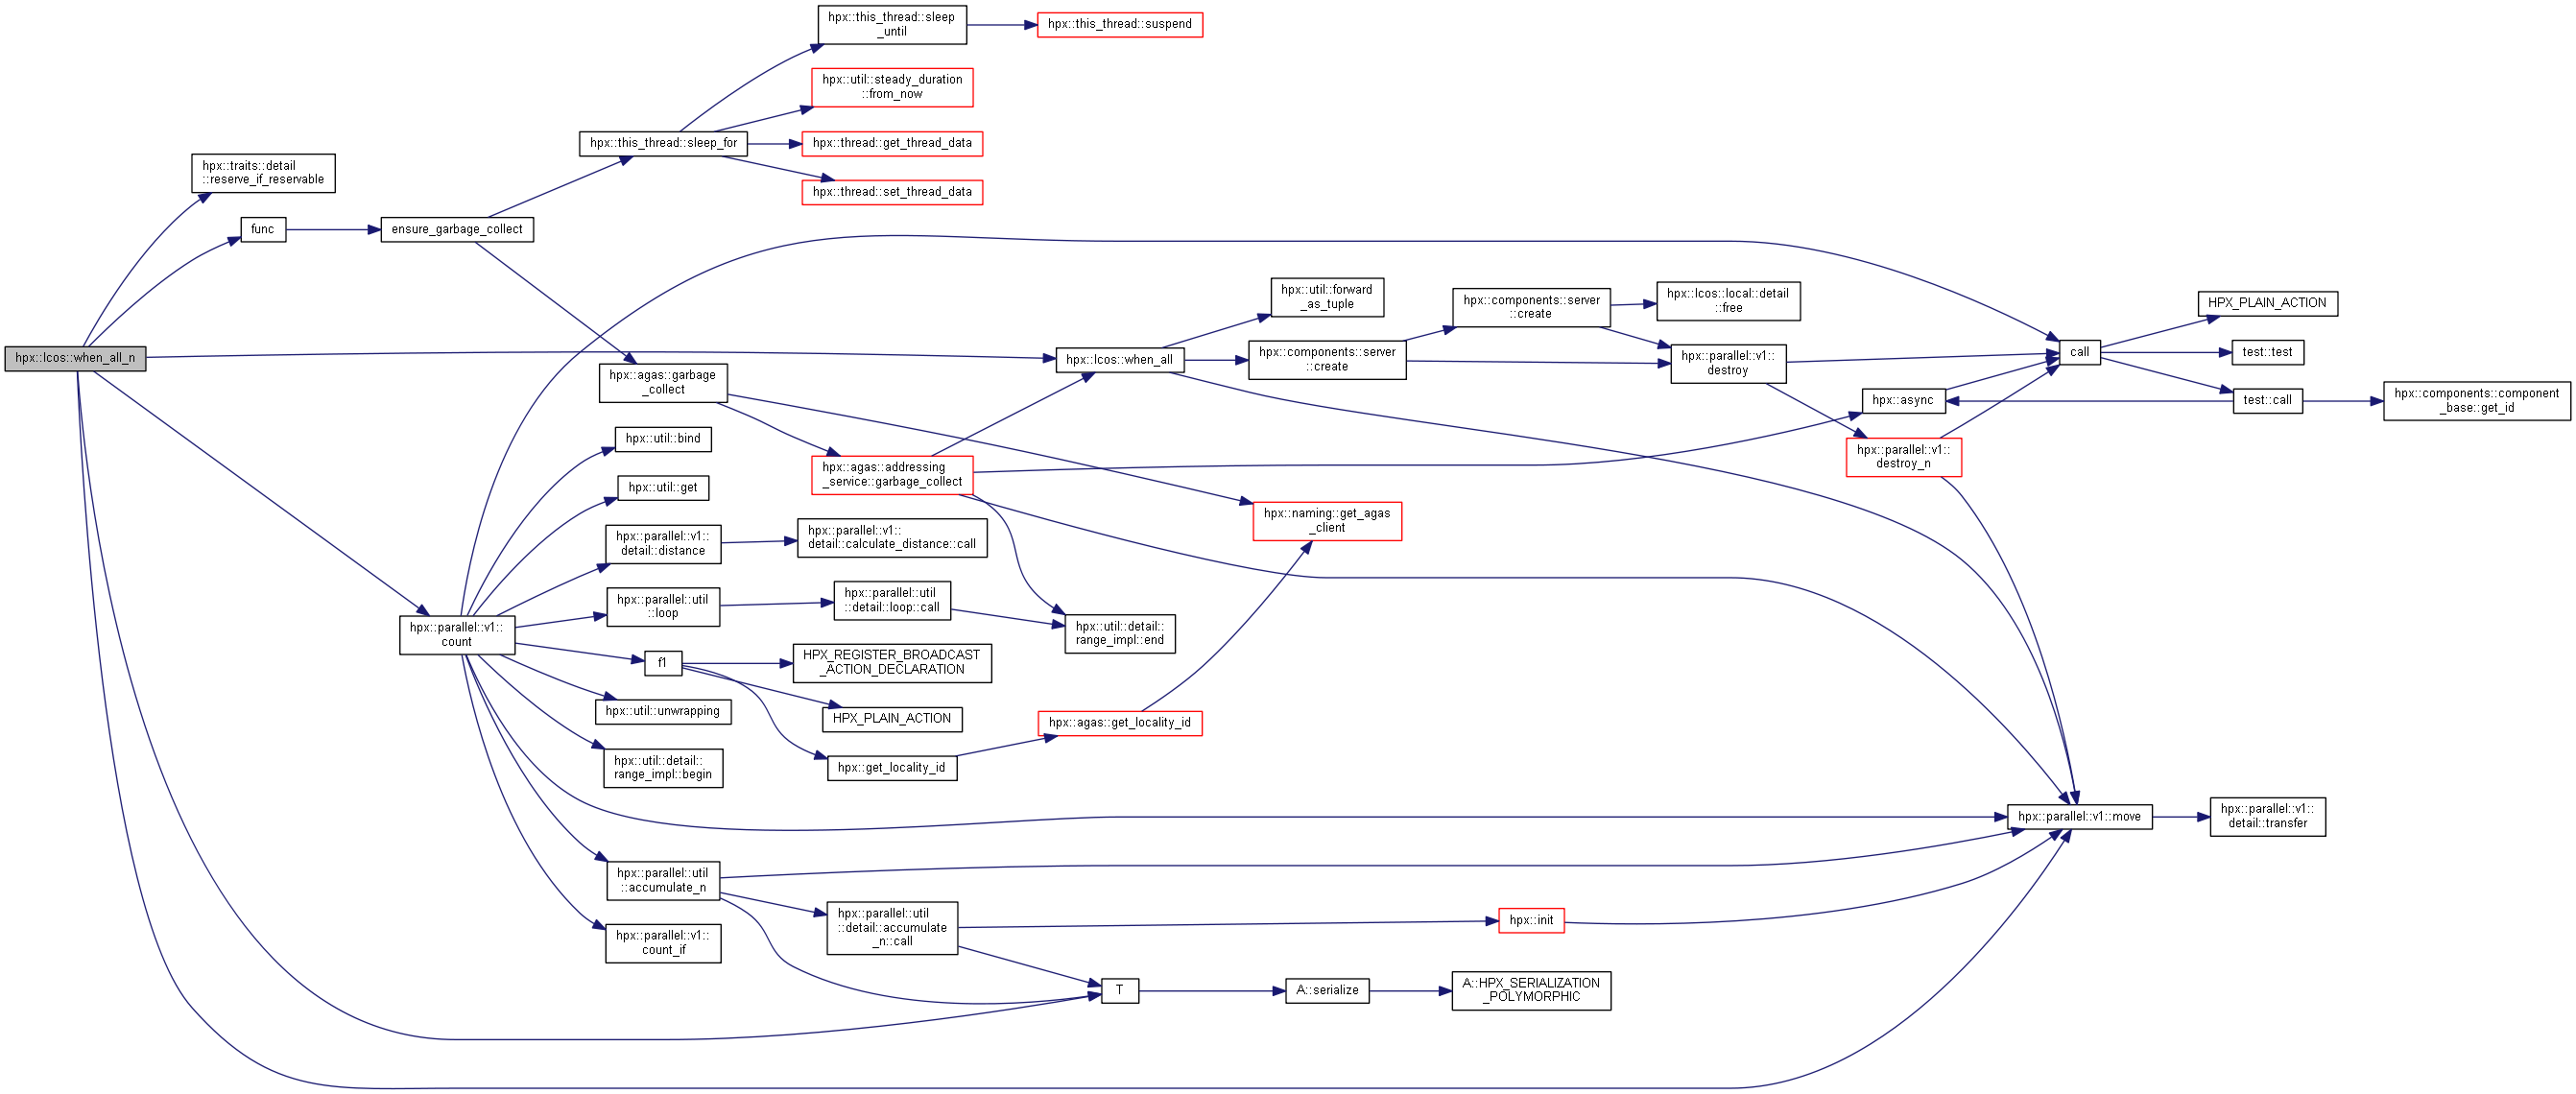 hpx::this_thread::sleep
_until
hpx::this_thread::suspend
hpx::util::steady_duration
::from_now
hpx::this_thread::sleep_for
hpx::thread::get_thread_data
hpx::thread::set_thread_data
hpx::traits::detail
::reserve_if_reservable
func
ensure_garbage_collect
hpx::lcos::when_all_n
hpx::agas::garbage
_collect
hpx::lcos::when_all
hpx::util::forward
_as_tuple
hpx::components::server
::create
hpx::components::server
::create
hpx::lcos::local::detail
::free
hpx::parallel::v1::
destroy
call
HPX_PLAIN_ACTION
test::test
test::call
hpx::components::component
_base::get_id
hpx::async
hpx::parallel::v1::
destroy_n
hpx::util::bind
hpx::agas::addressing
_service::garbage_collect
hpx::util::get
hpx::naming::get_agas
_client
hpx::parallel::v1::
detail::distance
hpx::parallel::v1::
detail::calculate_distance::call
hpx::parallel::util
::loop
hpx::parallel::util
::detail::loop::call
hpx::util::detail::
range_impl::end
hpx::parallel::v1::
count
f1
HPX_REGISTER_BROADCAST
_ACTION_DECLARATION
hpx::util::unwrapping
HPX_PLAIN_ACTION
hpx::agas::get_locality_id
hpx::util::detail::
range_impl::begin
hpx::get_locality_id
hpx::parallel::v1::move
hpx::parallel::v1::
detail::transfer
hpx::parallel::util
::accumulate_n
hpx::parallel::util
::detail::accumulate
_n::call
hpx::init
hpx::parallel::v1::
count_if
T
A::serialize
A::HPX_SERIALIZATION
_POLYMORPHIC